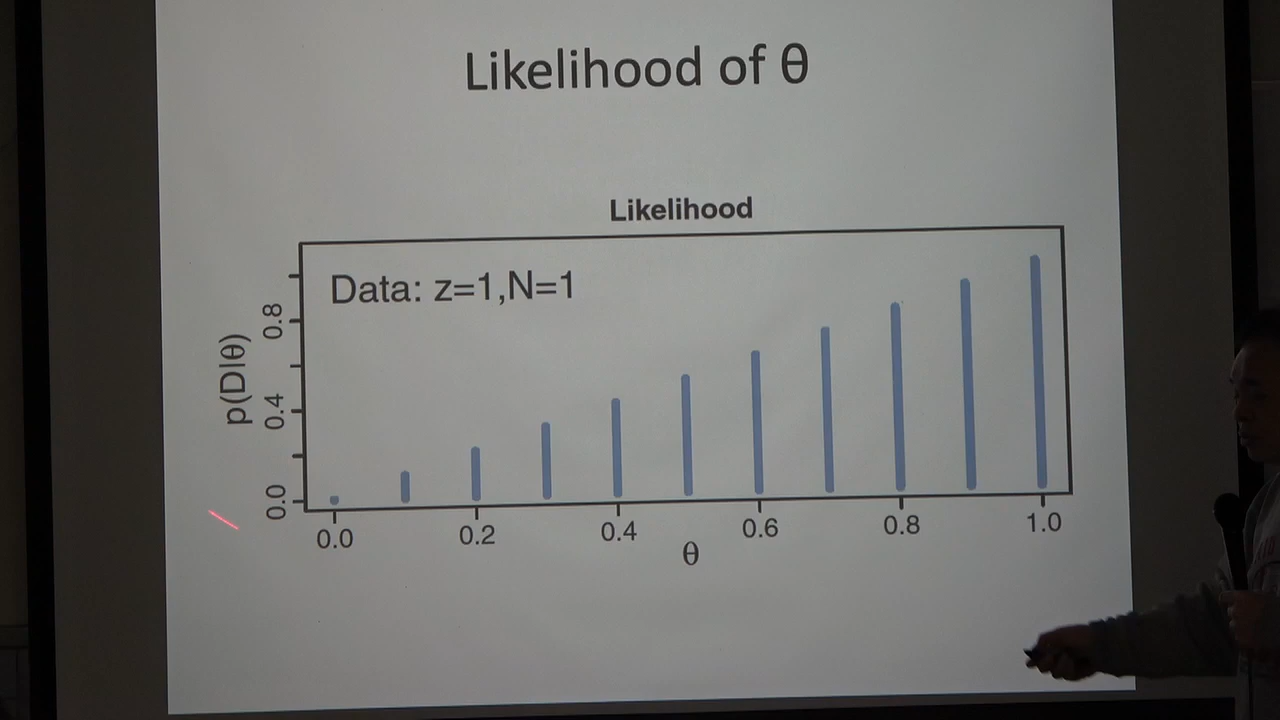 Likelihood of θ
Likelihood
Data: z=1,N=1
p(D|θ)
0.8
0.4
0.0
0.0 0.2 0.4 0.6 0.8 1.0
θ